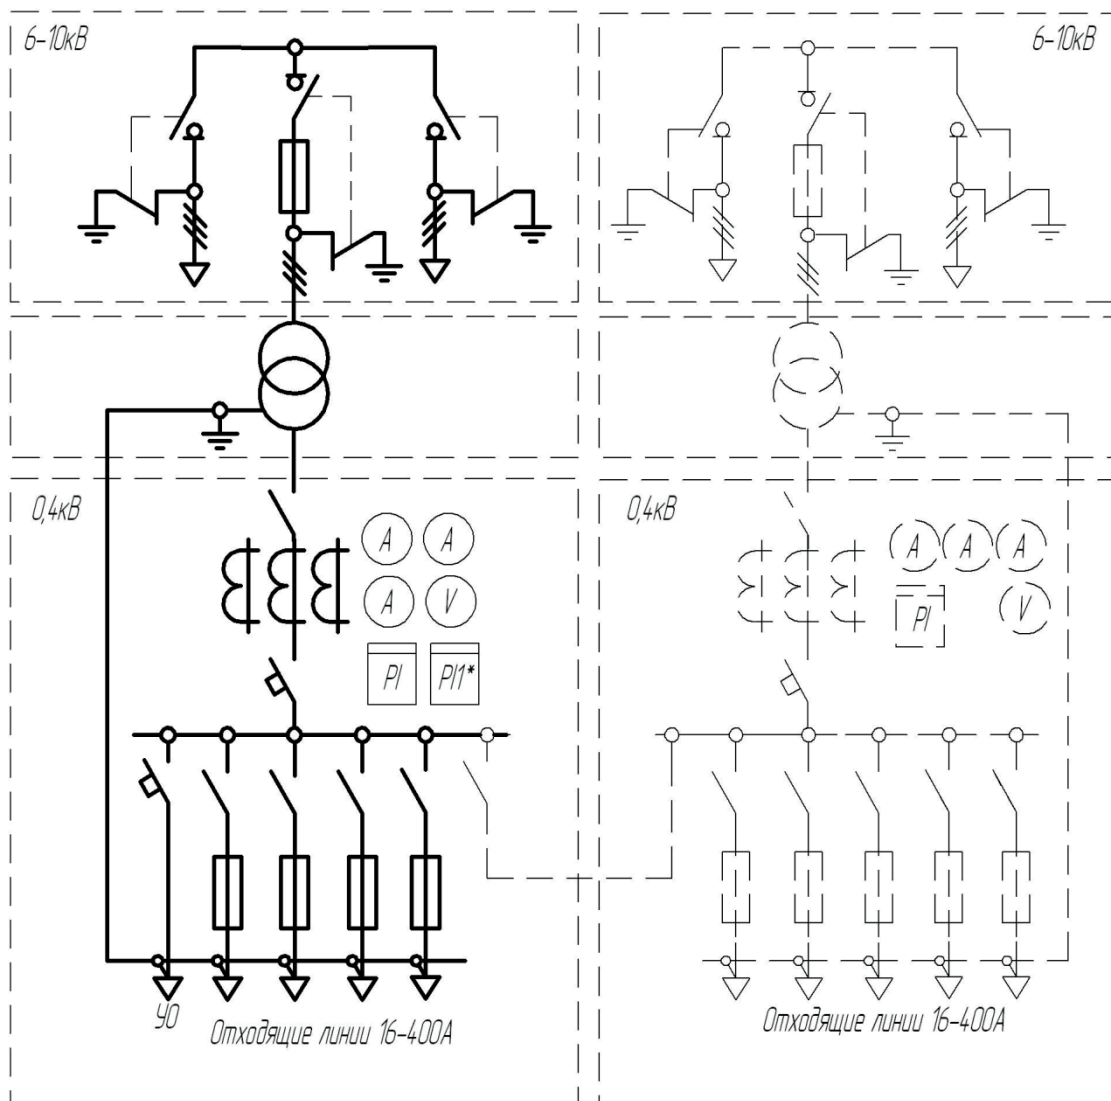 6-10кВ
6-10кВ
0,4кВ
A A
A V
PI PI1*
0,4кВ
A A A
PI V
УО
Отходящие линии 16-400А
Отходящие линии 16-400А